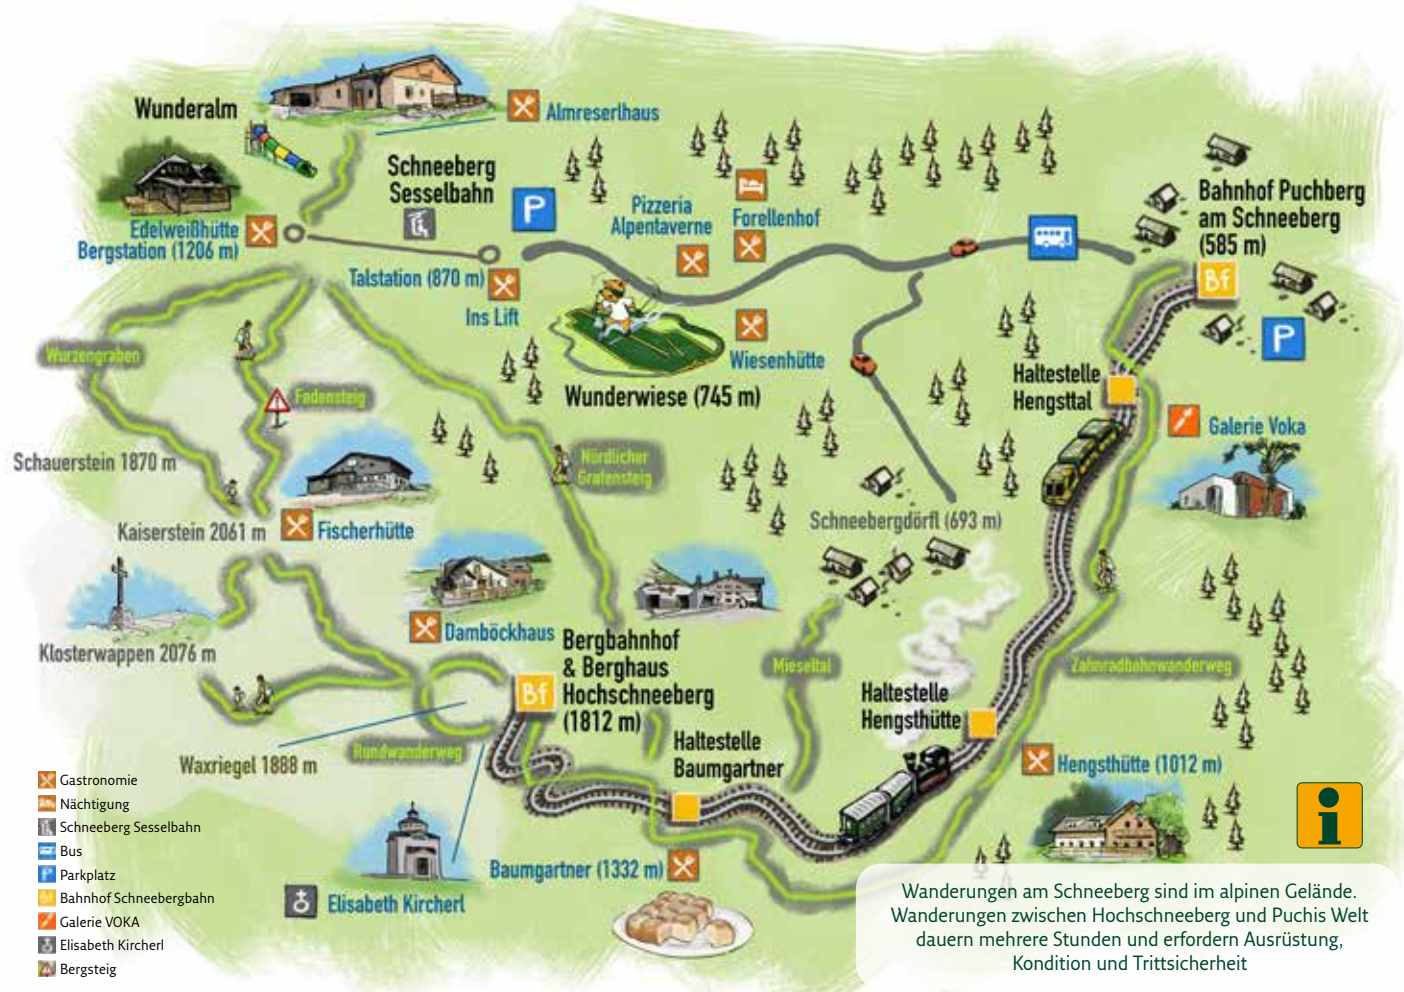 Wunderalm
Almreserlhaus
Schneeberg
Sesselbahn
P
Pizzeria
Alpentaverne
Forellenhof
Bahnhof Puchberg
am Schneeberg
(585 m)
Bf
P
Edelweißhütte
Bergstation (1206 m)
Talstation (870 m)
Ins Lift
Wiesenhütte
Wunderwiese (745 m)
Wurzengraben
Fadensteig
Haltestelle
Hengsttal
Galerie Voka
Nördlicher
Grafensteig
Schauerstein 1870 m
Kaiserstein 2061 m
Fischerhütte
Schneebergdörfl (693 m)
Klosterwappen 2076 m
Damböckhaus
Bergbahnhof
& Berghaus
Hochschneeberg
(1812 m)
Bf
Mieseltal
Zahnradbahnwanderweg
Haltestelle
Hengsthütte
Waxriegel 1888 m
Rundwanderweg
Haltestelle
Baumgartner
Hengsthütte (1012 m)
Baumgartner (1332 m)
Elisabeth Kircherl
Gastronomie
Nächtigung
Schneeberg Sesselbahn
Bus
P Parkplatz
Bf Bahnhof Schneebergbahn
Galerie VOKA
Elisabeth Kircherl
Bergsteig
i
Wanderungen am Schneeberg sind im alpinen Gelände.
Wanderungen zwischen Hochschneeberg und Puchis Welt
dauern mehrere Stunden und erfordern Ausrüstung,
Kondition und Trittsicherheit